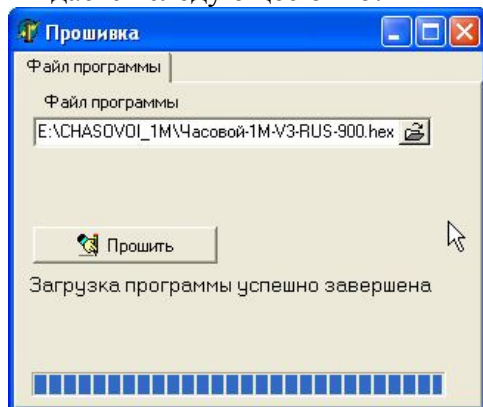 Прошивка
Файл программы
Файл программы
E:\CHASOVOI_1M\Часовой-1M-V3-RUS-900.hex
Прошить
Загрузка программы успешно завершена